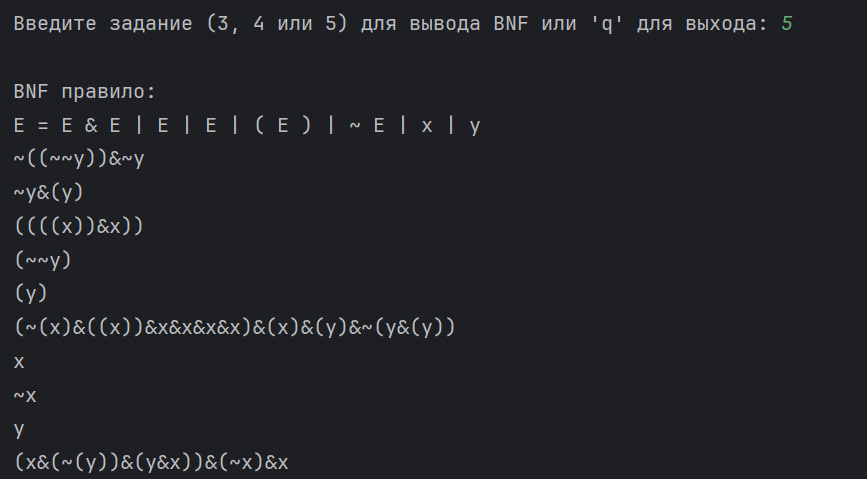 Введите задание (3, 4 или 5) для вывода BNF или 'q' для выхода: 5
BNF правило:
E = E & E | E | E | ( E ) | ~ E | x | y
~((~~y))&~y
~y&(y)
((((x))&x))
(~~y)
(y)
(~(x)&((x))&x&x&x&x)&(x)&(y)&~(y&(y))
x
~x
y
(x&(~(y))&(y&x))&(~x)&x